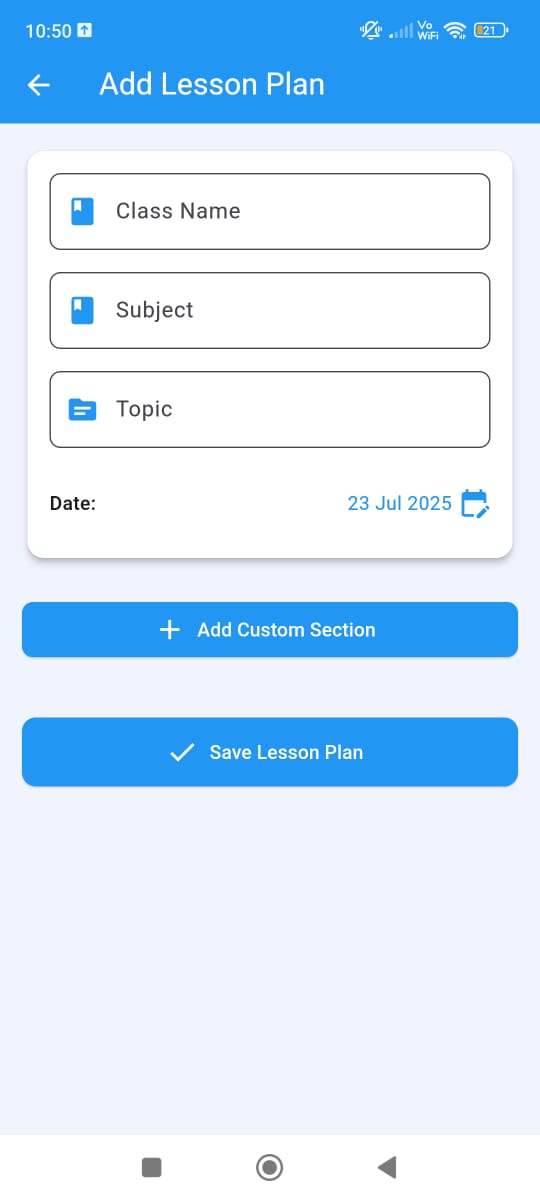 10:50
Vo
WiFi
21
Add Lesson Plan
Class Name
Subject
Topic
Date: 23 Jul 2025
Add Custom Section
Save Lesson Plan